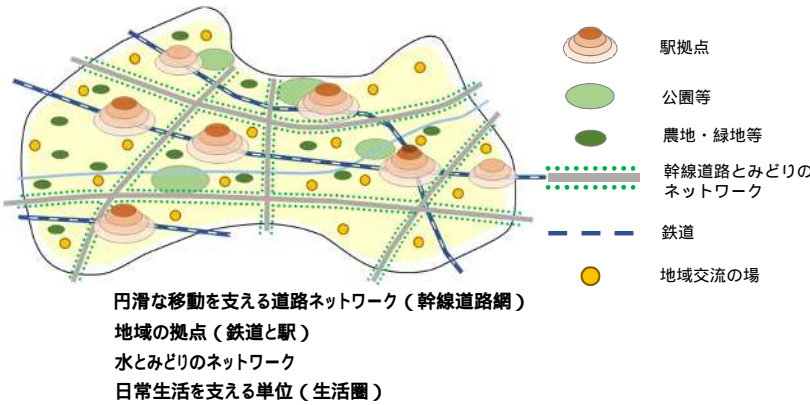 駅拠点
公園等
農地・緑地等
幹線道路とみどりの
ネットワーク
鉄道
地域交流の場
円滑な移動を支える道路ネットワーク（幹線道路網）
地域の拠点（鉄道と駅）
水とみどりのネットワーク
日常生活を支える単位（生活圏）